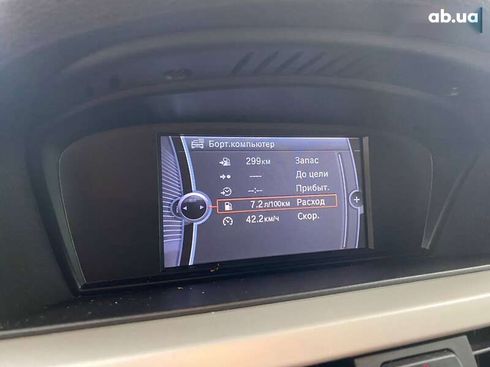 ab.ua
Борт.компьютер
299км Запас
---- До цели
--:-- Прибыт.
7.2л/100км Расход
42.2км/ч Скор.